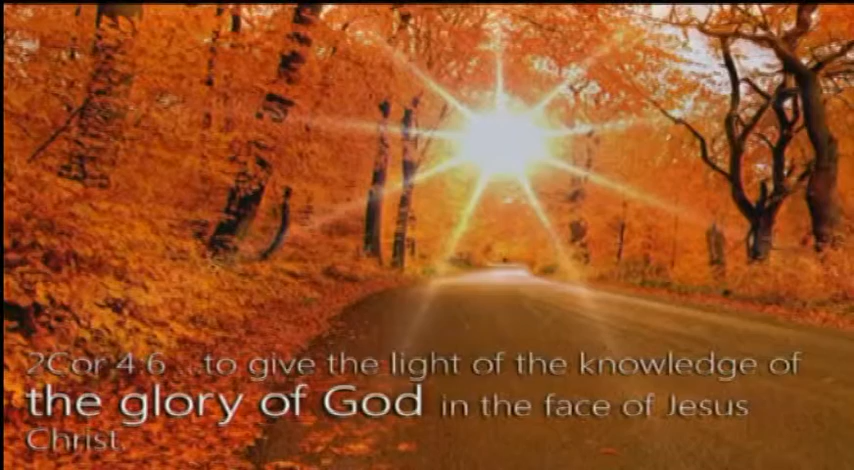 2Cor 4 6 ...to give the light of the knowledge of
the glory of God in the face of Jesus
Christ.